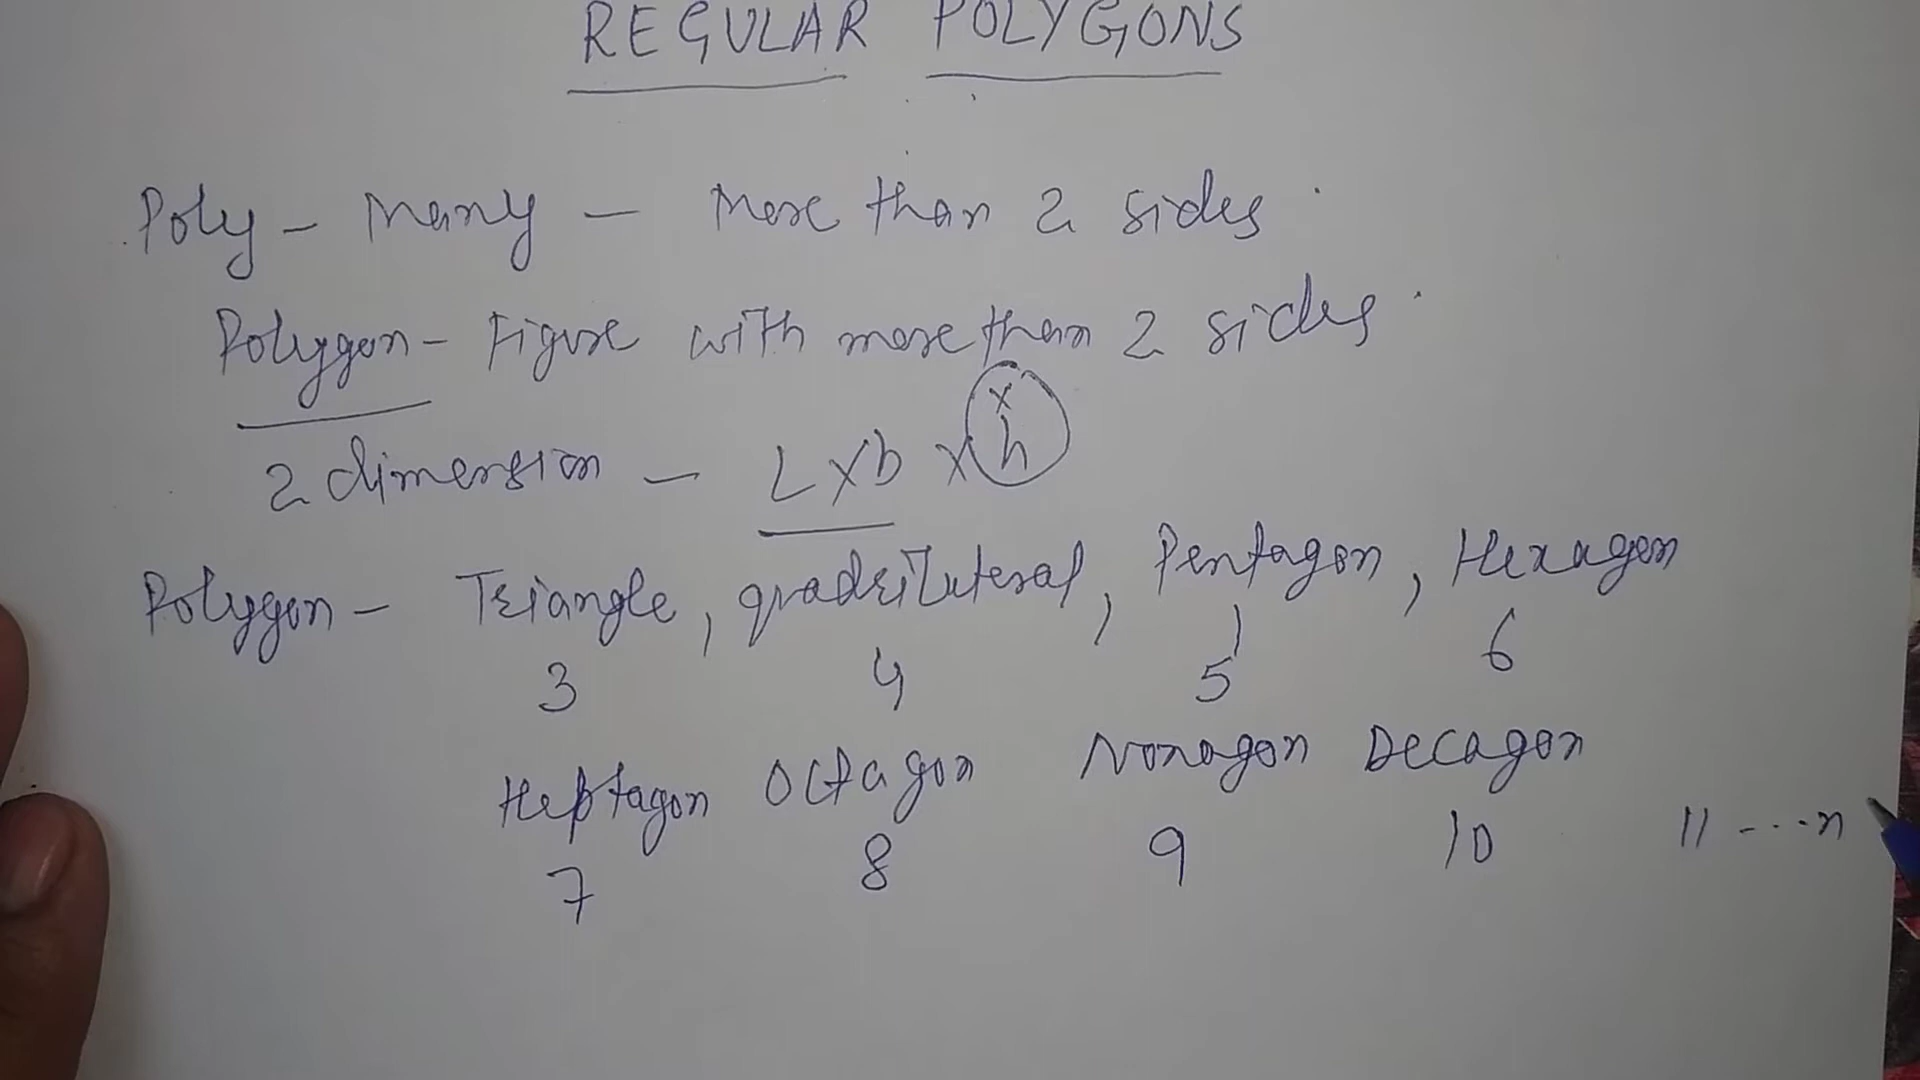 REGULAR POLYGONS
Poly - Many - More than 2 sides.
Polygon - Figure with more than 2 sides.
2 dimension - L x b x h
x
Polygon - Triangle, quadrilateral, Pentagon, Hexagon
3 4 5 6
Heptagon Octagon Nonagon Decagon
7 8 9 10 11 ---- n